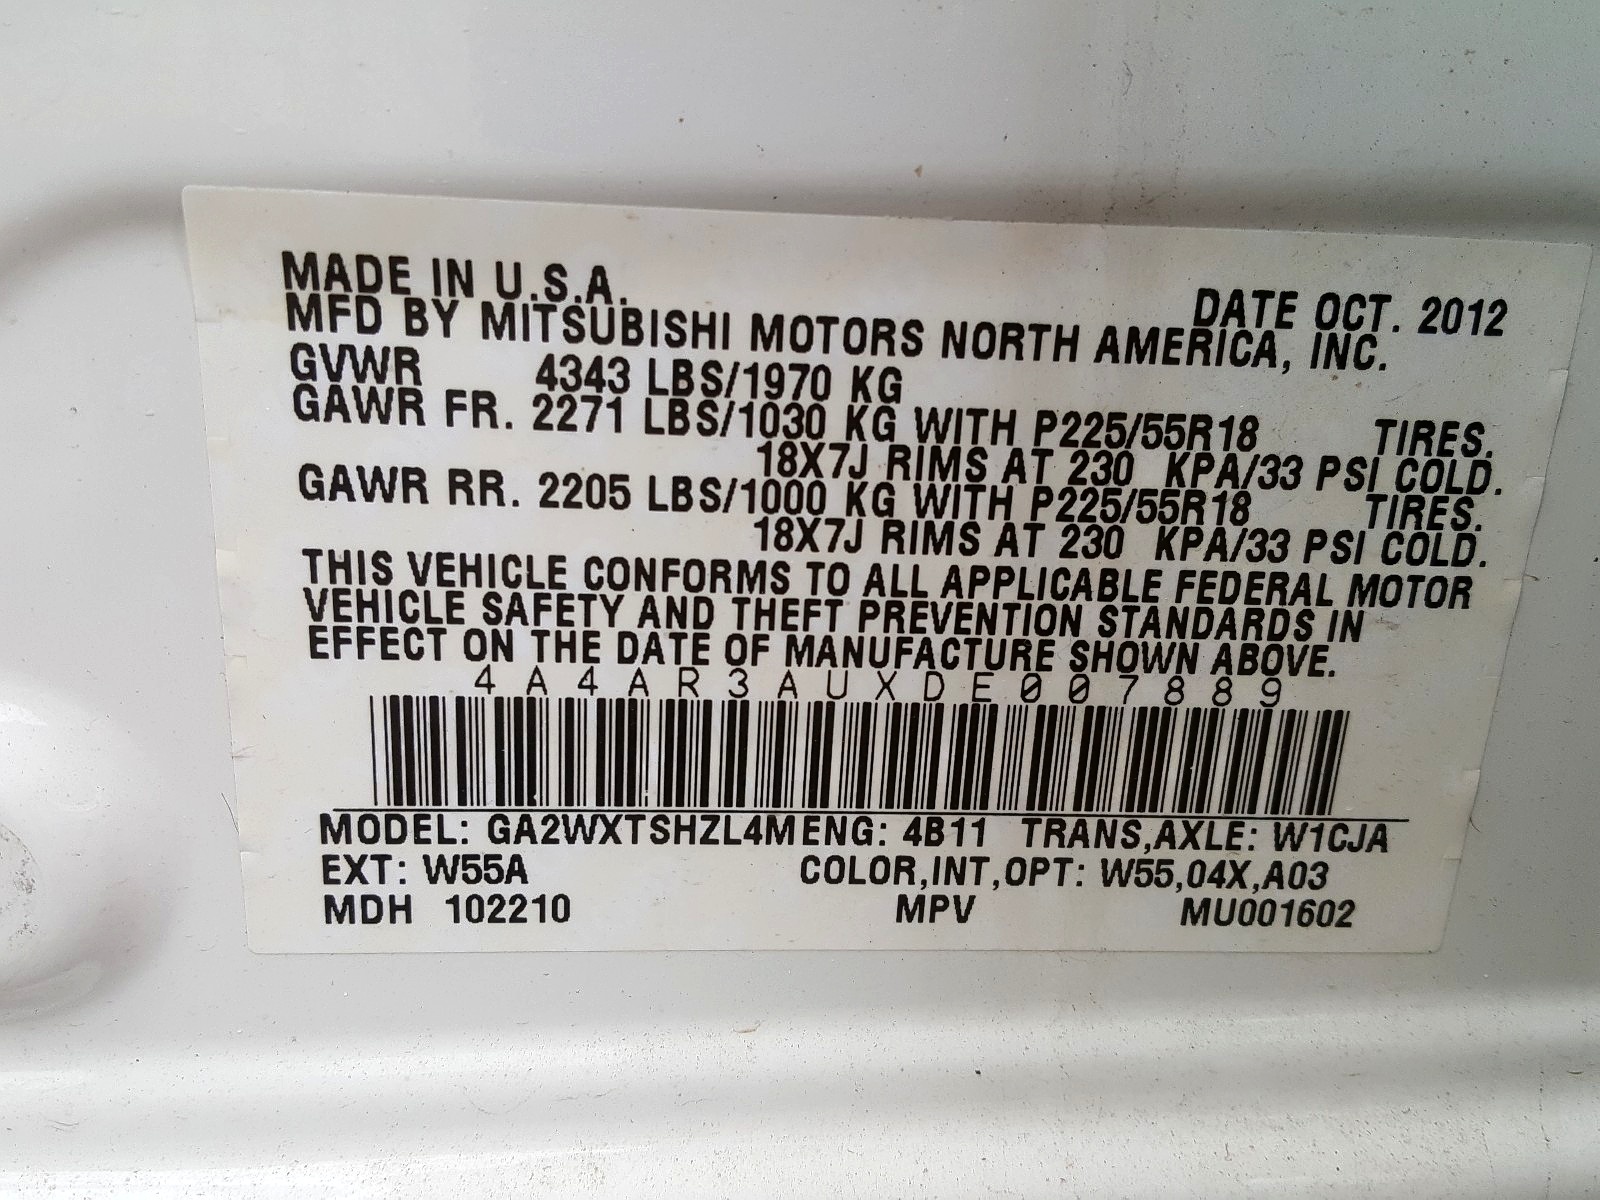 MADE IN U.S.A.
DATE OCT. 2012
MFD BY MITSUBISHI MOTORS NORTH AMERICA, INC.
GVWR 4343 LBS/1970 KG
GAWR FR. 2271 LBS/1030 KG WITH P225/55R18 TIRES.
18X7J RIMS AT 230 KPA/33 PSI COLD.
GAWR RR. 2205 LBS/1000 KG WITH P225/55R18 TIRES.
18X7J RIMS AT 230 KPA/33 PSI COLD.
THIS VEHICLE CONFORMS TO ALL APPLICABLE FEDERAL MOTOR
VEHICLE SAFETY AND THEFT PREVENTION STANDARDS IN
EFFECT ON THE DATE OF MANUFACTURE SHOWN ABOVE.
4A4AR3AUXDE007889
MODEL: GA2WXTSHZL4M ENG: 4B11 TRANS,AXLE: W1CJA
EXT: W55A COLOR,INT,OPT: W55,04X,A03
MDH 102210 MPV MU001602